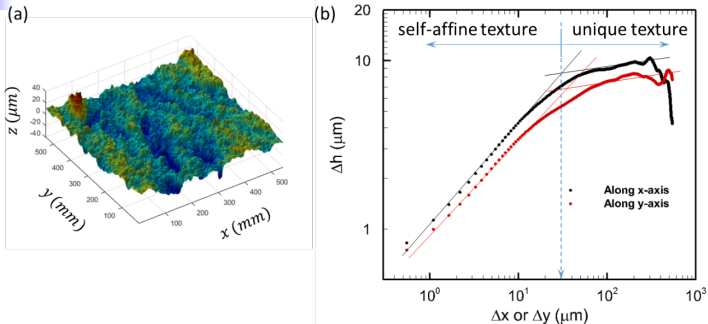 (a)
z (μm)
40
20
0
-20
-40
500
400
300
200
100
y (mm)
100
200
300
400
500
x (mm)
(b)
self-affine texture
unique texture
20
10
1
Δh (μm)
Along x-axis
Along y-axis
10⁰
10¹
10²
10³
Δx or Δy (μm)